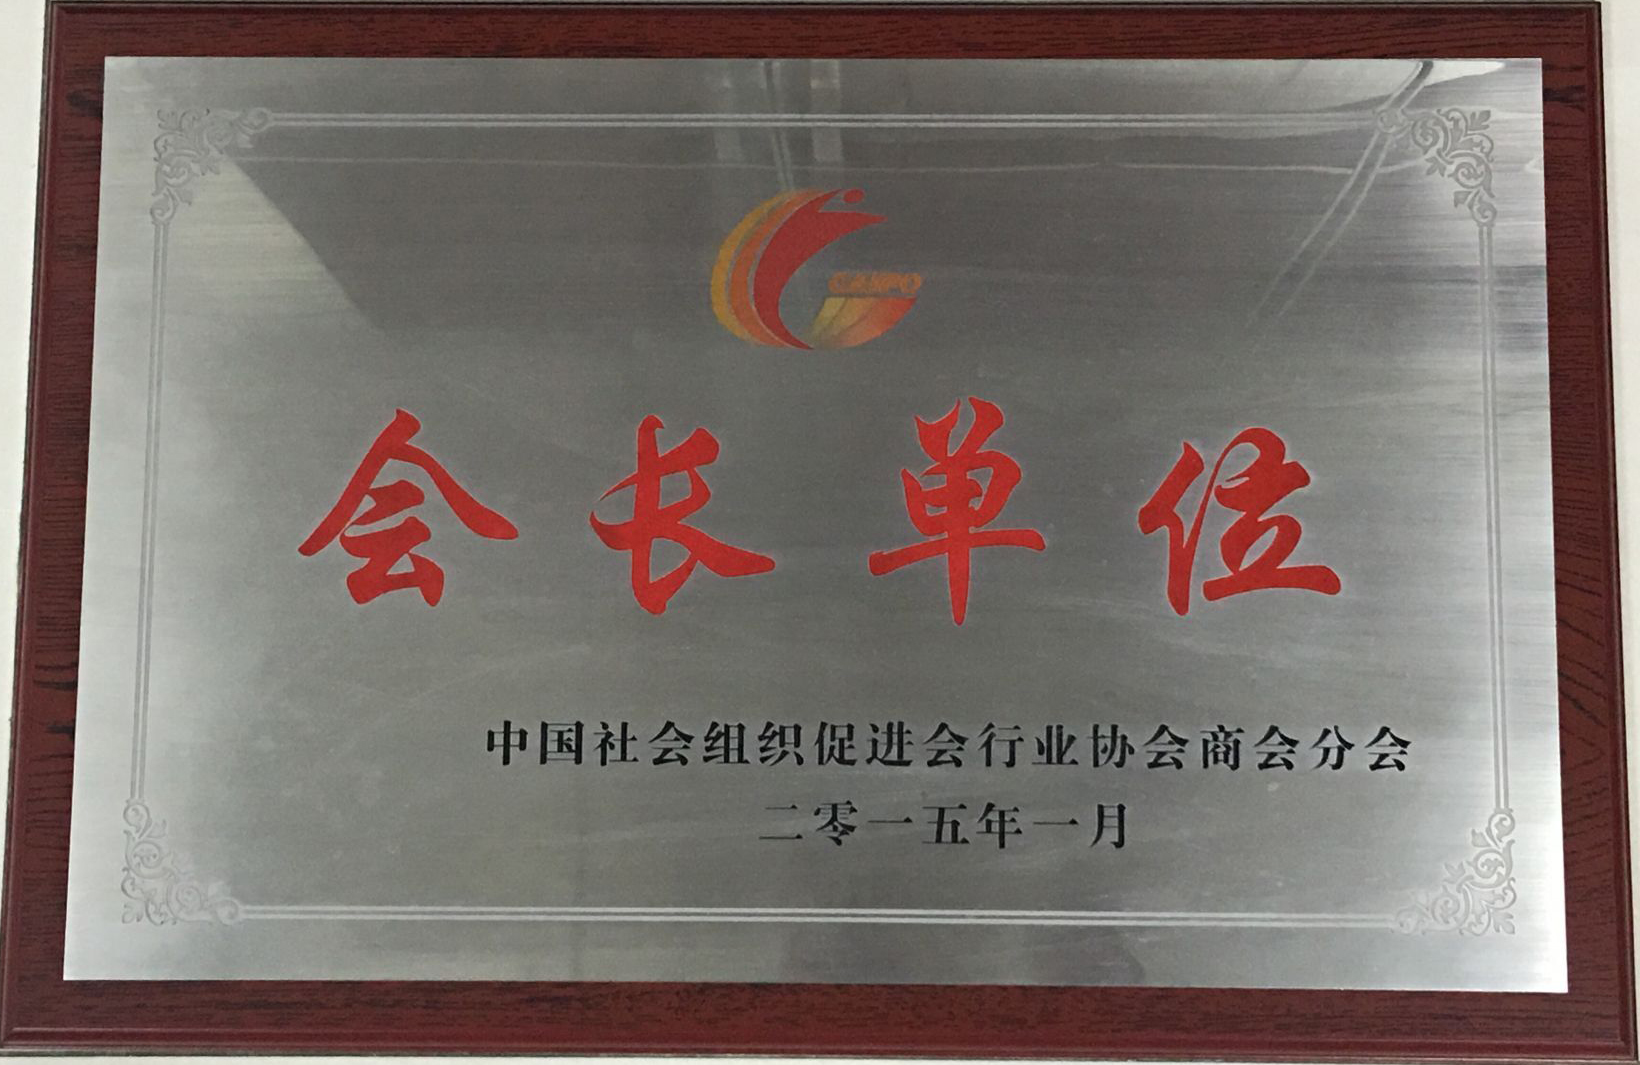 CANPO
会长单位
中国社会组织促进会行业协会商会分会
二零一五年一月